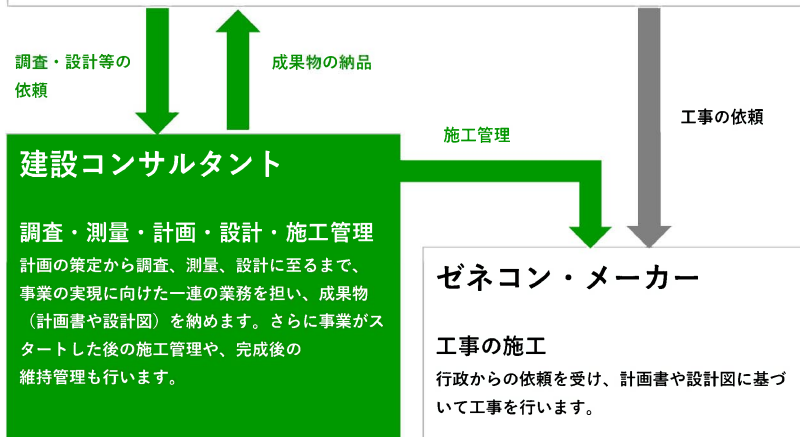 調査・設計等の
依頼
成果物の納品
工事の依頼
施工管理
建設コンサルタント
調査・測量・計画・設計・施工管理
計画の策定から調査、測量、設計に至るまで、
事業の実現に向けた一連の業務を担い、成果物
（計画書や設計図）を納めます。さらに事業がス
タートした後の施工管理や、完成後の
維持管理も行います。
ゼネコン・メーカー
工事の施工
行政からの依頼を受け、計画書や設計図に基づ
いて工事を行います。